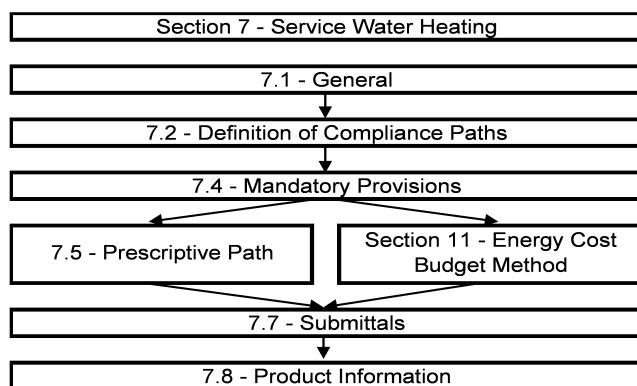 Section 7 - Service Water Heating
7.1 - General
7.2 - Definition of Compliance Paths
7.4 - Mandatory Provisions
7.5 - Prescriptive Path
Section 11 - Energy Cost
Budget Method
7.7 - Submittals
7.8 - Product Information